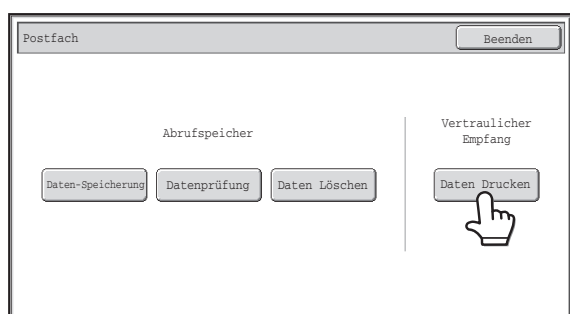 Postfach
Beenden
Abrufspeicher
Vertraulicher
Empfang
Daten-Speicherung
Datenprüfung
Daten Löschen
Daten Drucken